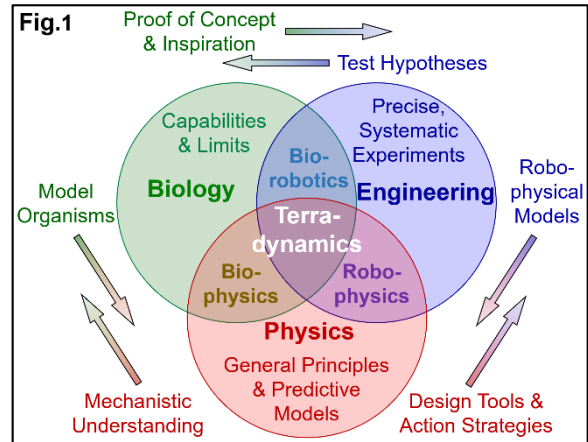 Fig.1
Proof of Concept
& Inspiration
Test Hypotheses
Capabilities
& Limits
Biology
Bio-
robotics
Precise,
Systematic
Experiments
Engineering
Model
Organisms
Robo-
physical
Models
Terra-
dynamics
Bio-
physics
Robo-
physics
Physics
General Principles
& Predictive
Models
Mechanistic
Understanding
Design Tools &
Action Strategies